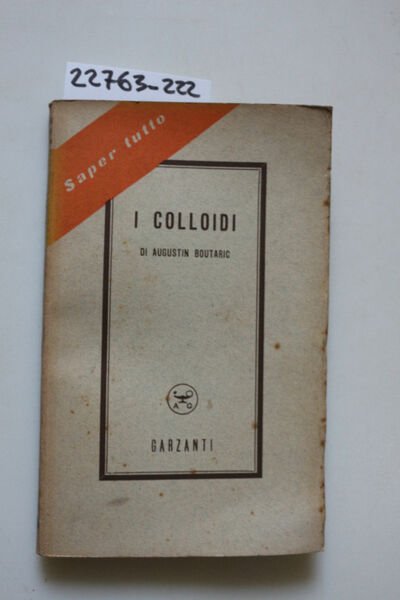 22763-222
Saper tutto
I COLLOIDI
DI AUGUSTIN BOUTARIC
A G
GARZANTI